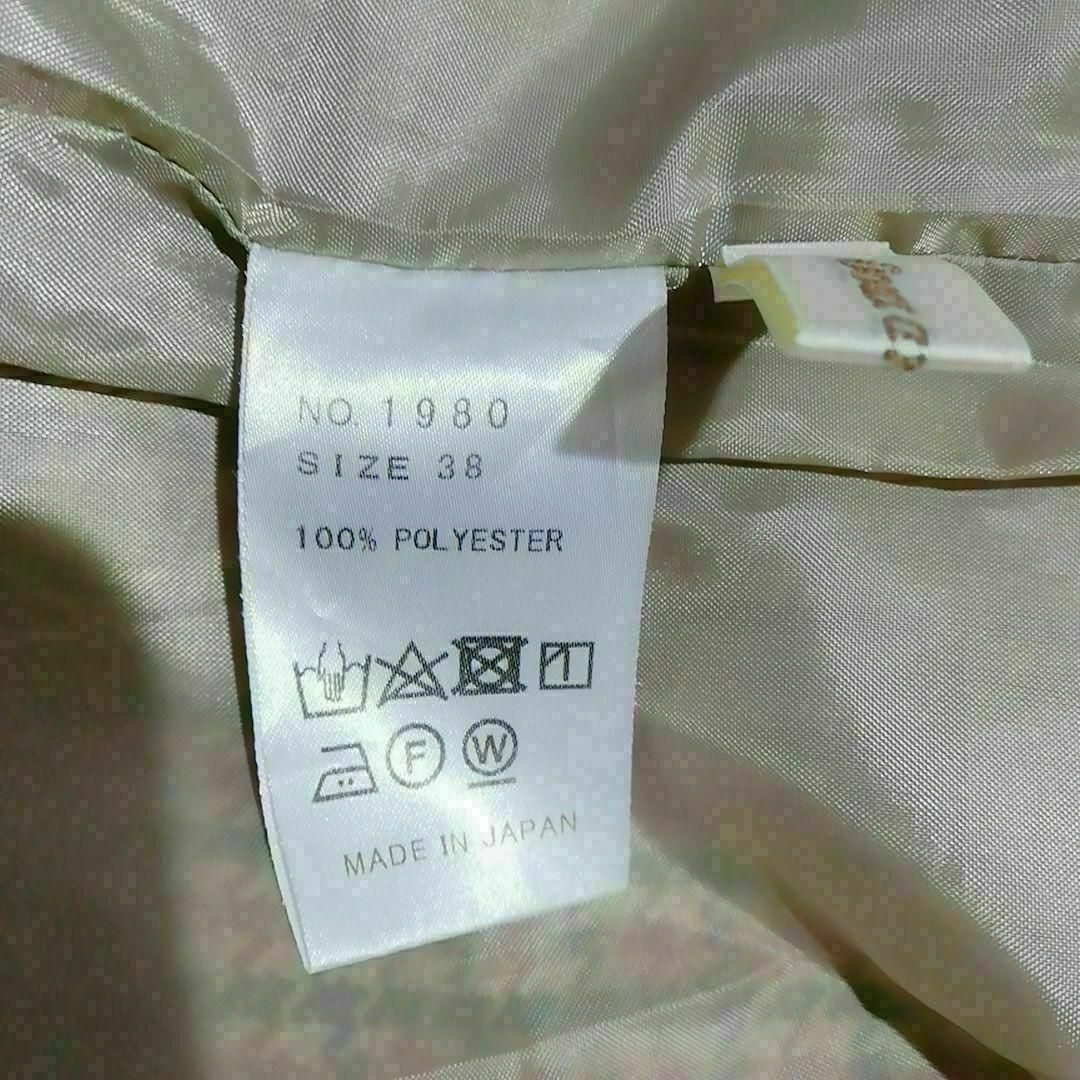 NO. 1980
SIZE 38
100% POLYESTER
F W
MADE IN JAPAN